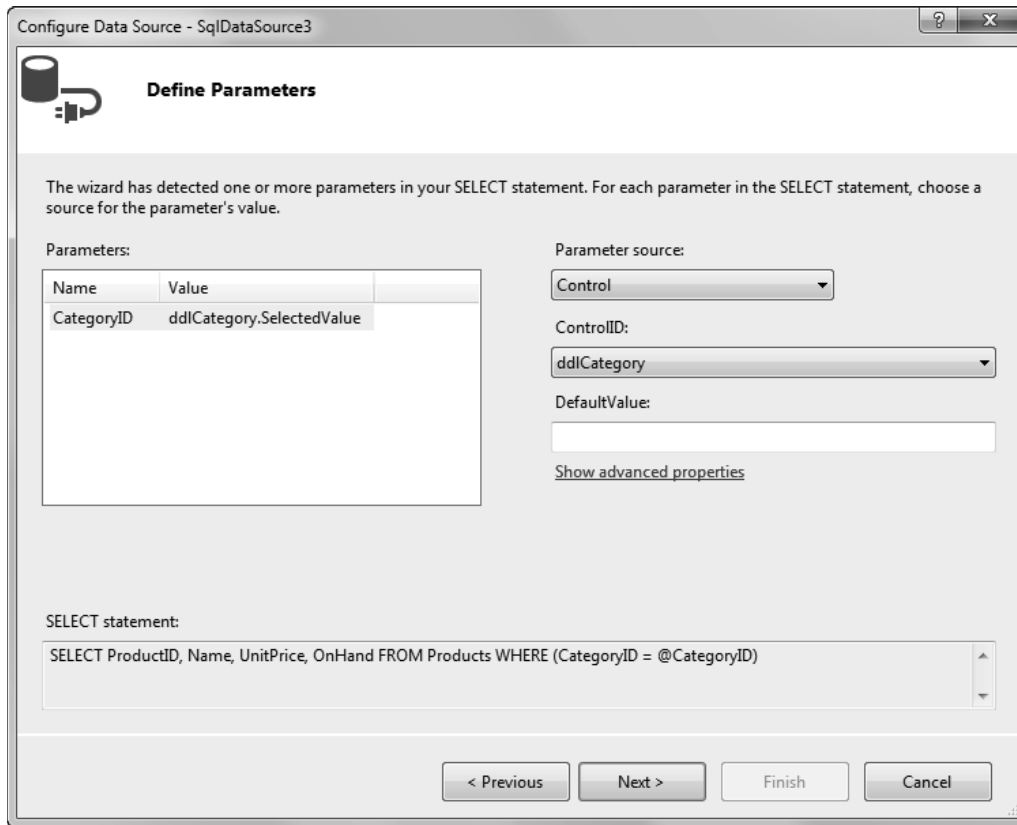 Configure Data Source - SqlDataSource3
?
X
Define Parameters
The wizard has detected one or more parameters in your SELECT statement. For each parameter in the SELECT statement, choose a
source for the parameter's value.
Parameters:
Name Value
CategoryID ddlCategory.SelectedValue
Parameter source:
Control
ControlID:
ddlCategory
DefaultValue:
Show advanced properties
SELECT statement:
SELECT ProductID, Name, UnitPrice, OnHand FROM Products WHERE (CategoryID = @CategoryID)
< Previous
Next >
Finish
Cancel